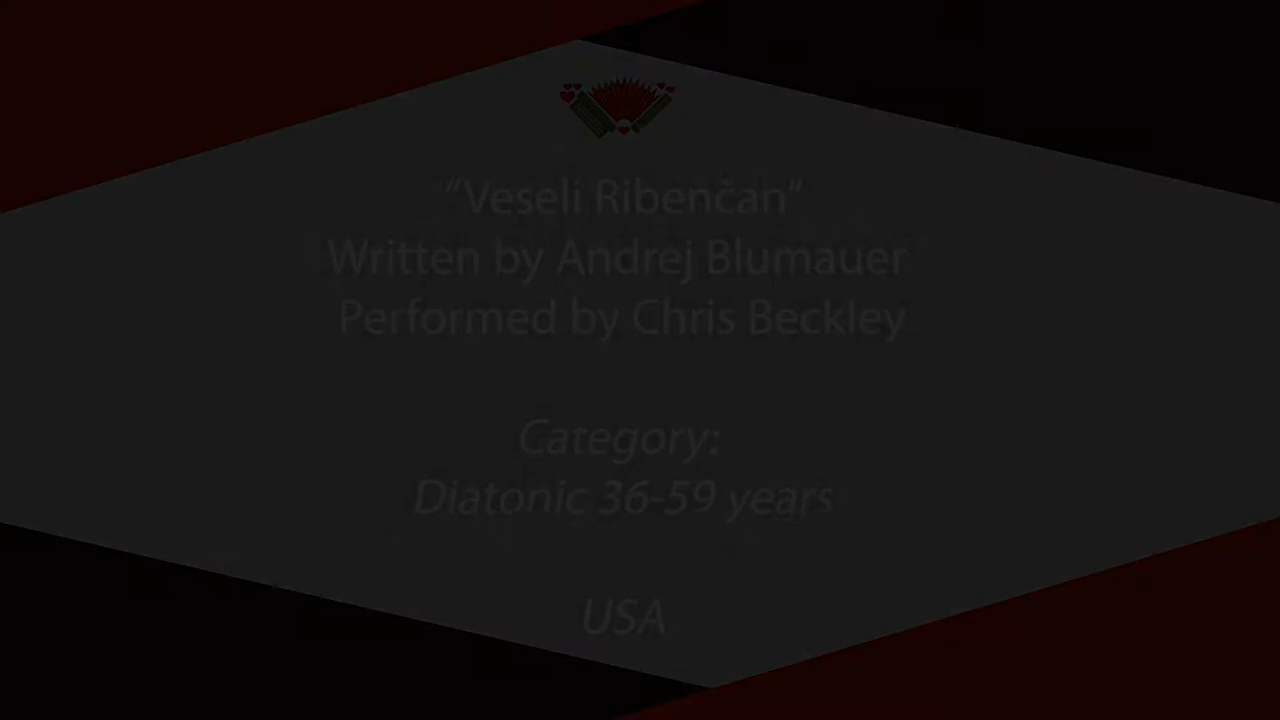 “Veseli Ribenčan”
Written by Andrej Blumauer
Performed by Chris Beckley
Category:
Diatonic 36-59 years
USA